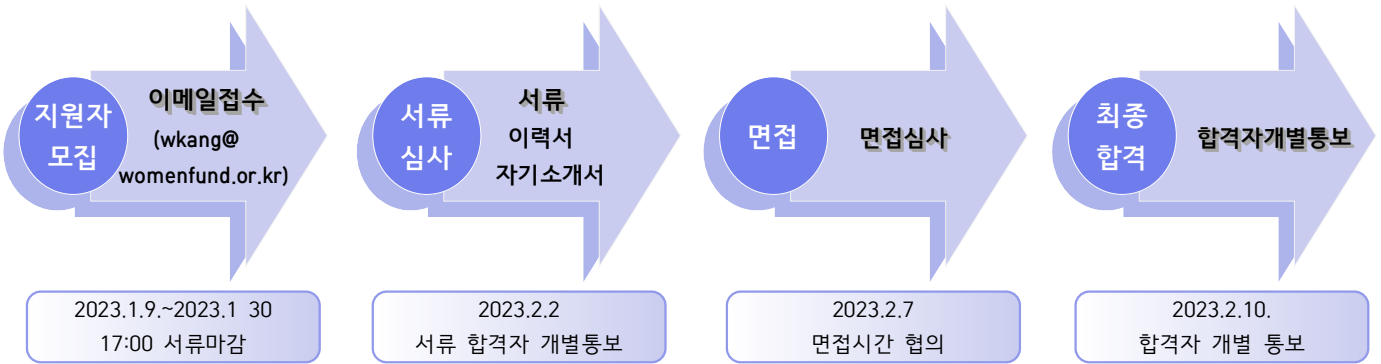 지원자
모집
이메일접수
(wkang@
womenfund.or.kr)
2023.1.9.~2023.1 30
17:00 서류마감
서류
심사
서류
이력서
자기소개서
2023.2.2
서류 합격자 개별통보
면접
면접심사
2023.2.7
면접시간 협의
최종
합격
합격자개별통보
2023.2.10.
합격자 개별 통보